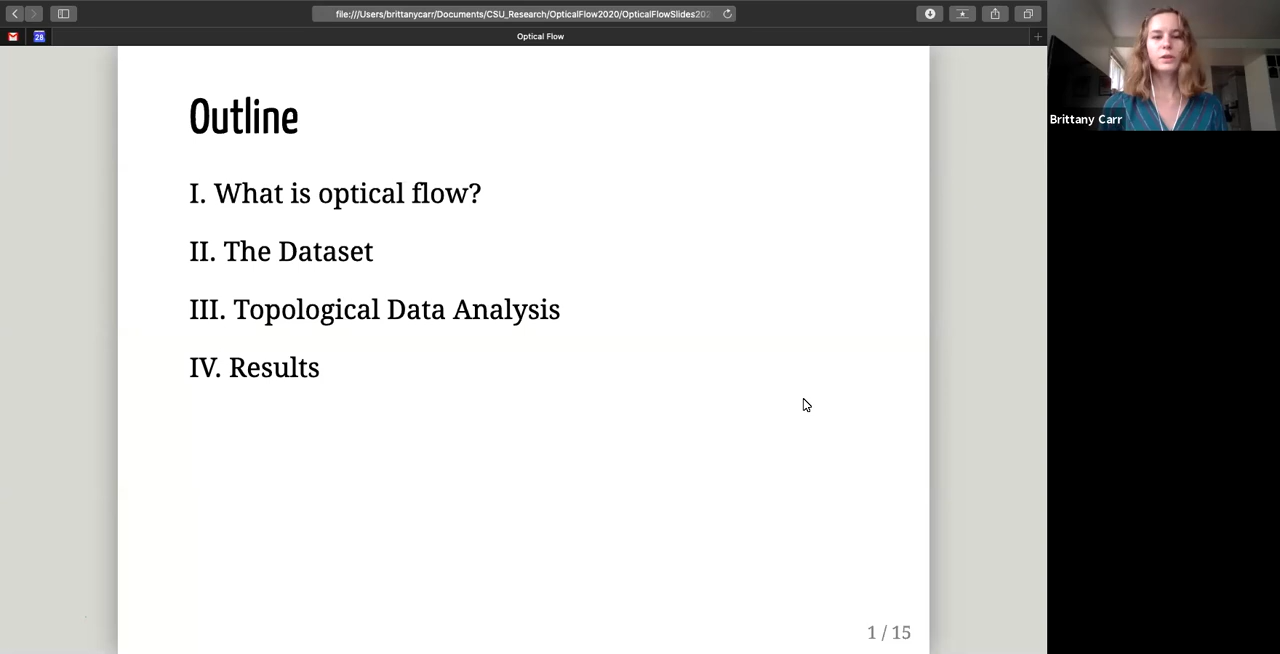 file:///Users/brittanycarr/Documents/CSU_Research/OpticalFlow2020/OpticalFlowSlides202
28
Optical Flow
Outline
I. What is optical flow?
II. The Dataset
III. Topological Data Analysis
IV. Results
1 / 15
Brittany Carr